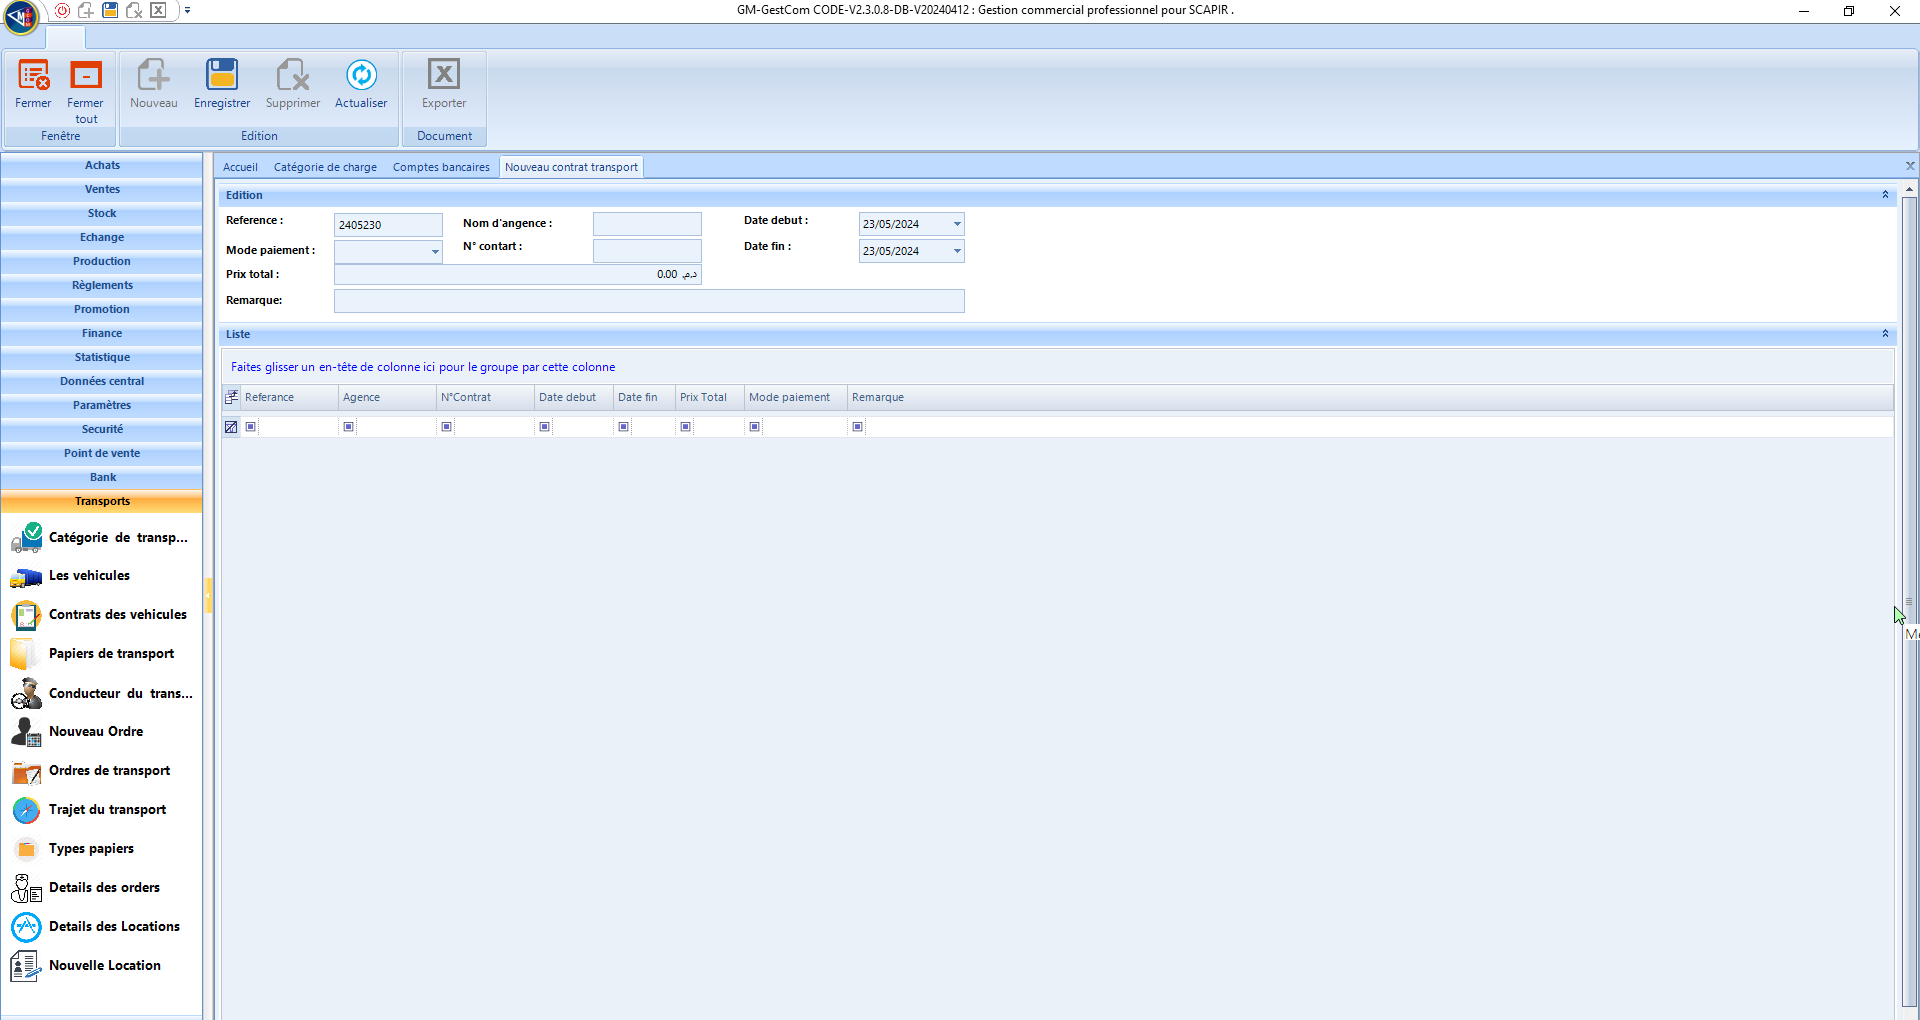 GM-GestCom CODE-V2.3.0.8-DB-V20240412 : Gestion commercial professionnel pour SCAPIR .
Fermer
Fermer tout
Nouveau
Enregistrer
Supprimer
Actualiser
Exporter
Fenêtre
Edition
Document
Achats
Ventes
Stock
Echange
Production
Règlements
Promotion
Finance
Statistique
Données central
Paramètres
Securité
Point de vente
Bank
Transports
Catégorie de transp...
Les vehicules
Contrats des vehicules
Papiers de transport
Conducteur du trans...
Nouveau Ordre
Ordres de transport
Trajet du transport
Types papiers
Details des orders
Details des Locations
Nouvelle Location
Accueil
Catégorie de charge
Comptes bancaires
Nouveau contrat transport
Edition
Reference :
2405230
Nom d'angence :
Date debut :
23/05/2024
Mode paiement :
N° contart :
Date fin :
23/05/2024
Prix total :
0.00 د.م.
Remarque:
Liste
Faites glisser un en-tête de colonne ici pour le groupe par cette colonne
Referance
Agence
N°Contrat
Date debut
Date fin
Prix Total
Mode paiement
Remarque